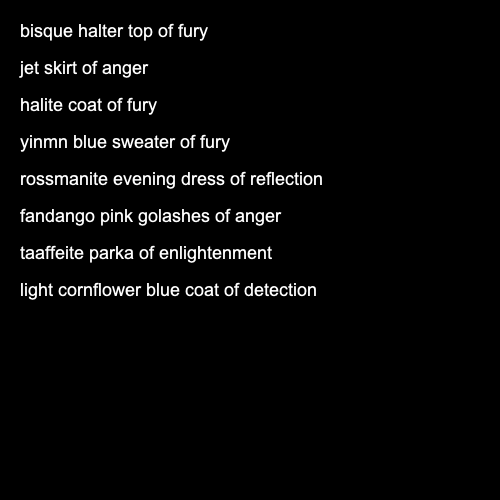 bisque halter top of fury
jet skirt of anger
halite coat of fury
yinmn blue sweater of fury
rossmanite evening dress of reflection
fandango pink golashes of anger
taaffeite parka of enlightenment
light cornflower blue coat of detection